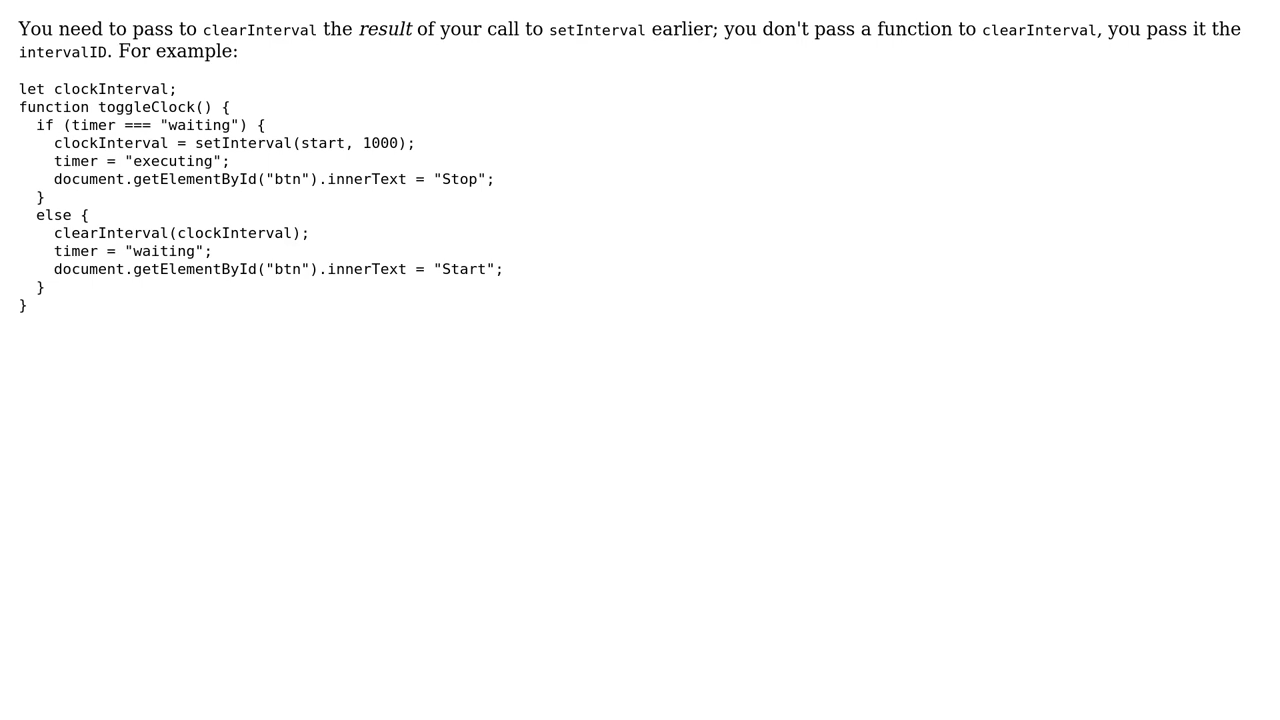 You need to pass to clearInterval the result of your call to setInterval earlier; you don't pass a function to clearInterval, you pass it the
intervalID. For example:
let clockInterval;
function toggleClock() {
  if (timer === "waiting") {
    clockInterval = setInterval(start, 1000);
    timer = "executing";
    document.getElementById("btn").innerText = "Stop";
  }
  else {
    clearInterval(clockInterval);
    timer = "waiting";
    document.getElementById("btn").innerText = "Start";
  }
}